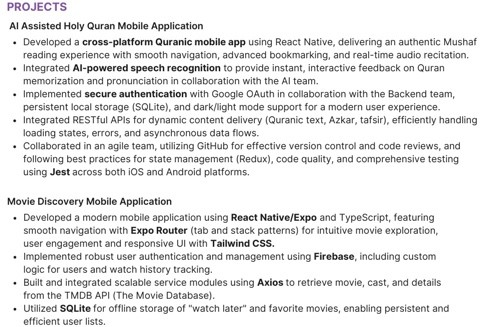 PROJECTS
AI Assisted Holy Quran Mobile Application
• Developed a cross-platform Quranic mobile app using React Native, delivering an authentic Mushaf
reading experience with smooth navigation, advanced bookmarking, and real-time audio recitation.
• Integrated AI-powered speech recognition to provide instant, interactive feedback on Quran
memorization and pronunciation in collaboration with the AI team.
• Implemented secure authentication with Google OAuth in collaboration with the Backend team,
persistent local storage (SQLite), and dark/light mode support for a modern user experience.
• Integrated RESTful APIs for dynamic content delivery (Quranic text, Azkar, tafsir), efficiently handling
loading states, errors, and asynchronous data flows.
• Collaborated in an agile team, utilizing GitHub for effective version control and code reviews, and
following best practices for state management (Redux), code quality, and comprehensive testing
using Jest across both iOS and Android platforms.
Movie Discovery Mobile Application
• Developed a modern mobile application using React Native/Expo and TypeScript, featuring
smooth navigation with Expo Router (tab and stack patterns) for intuitive movie exploration,
user engagement and responsive UI with Tailwind CSS.
• Implemented robust user authentication and management using Firebase, including custom
logic for users and watch history tracking.
• Built and integrated scalable service modules using Axios to retrieve movie, cast, and details
from the TMDB API (The Movie Database).
• Utilized SQLite for offline storage of "watch later" and favorite movies, enabling persistent and
efficient user lists.